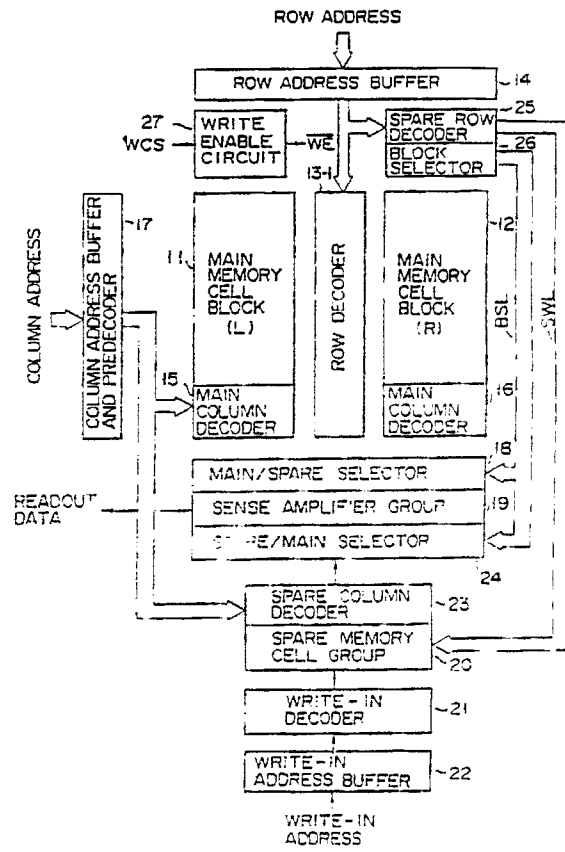 ROW ADDRESS
ROW ADDRESS BUFFER
14
25
27
WRITE
ENABLE
CIRCUIT
WCS
WE
SPARE ROW
DECODER
26
BLOCK
SELECTOR
13-1
17
COLUMN ADDRESS
COLUMN ADDRESS BUFFER
AND PREDECODER
11
MAIN
MEMORY
CELL
BLOCK
(L)
ROW DECODER
12
MAIN
MEMORY
CELL
BLOCK
(R)
BSL
SWL
15
MAIN
COLUMN
DECODER
MAIN
COLUMN
DECODER
16
18
MAIN/SPARE SELECTOR
READOUT
DATA
SENSE AMPLIFIER GROUP
19
/MAIN SELECTOR
24
SPARE COLUMN
DECODER
23
SPARE MEMORY
CELL GROUP
20
WRITE-IN
DECODER
21
WRITE-IN
ADDRESS BUFFER
22
WRITE-IN
ADDRESS